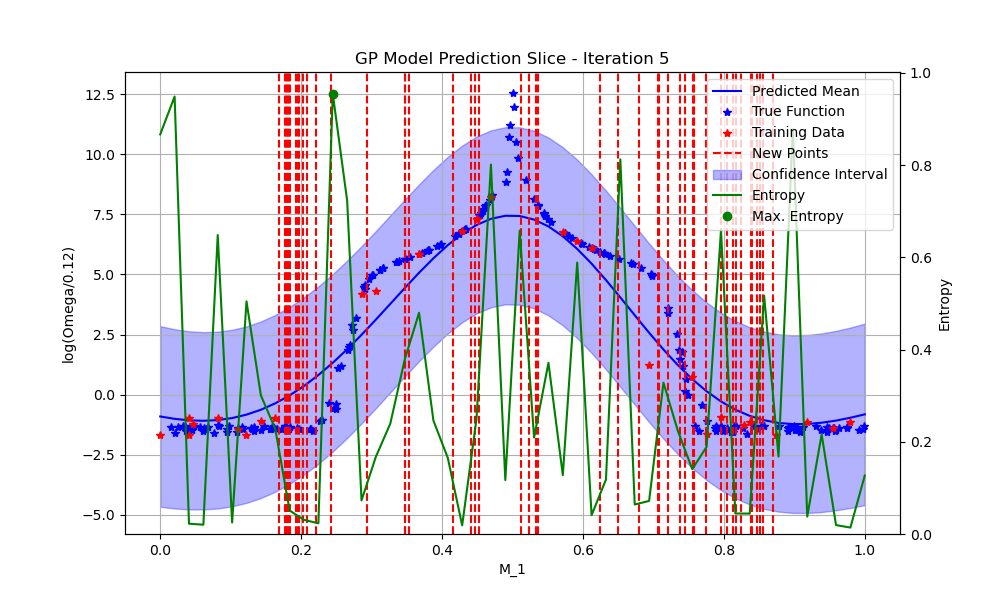 GP Model Prediction Slice - Iteration 5
Predicted Mean
True Function
Training Data
New Points
Confidence Interval
Entropy
Max. Entropy
12.5
10.0
7.5
5.0
2.5
0.0
−2.5
−5.0
log(Omega/0.12)
1.0
0.8
0.6
0.4
0.2
0.0
Entropy
0.0 0.2 0.4 0.6 0.8 1.0
M_1